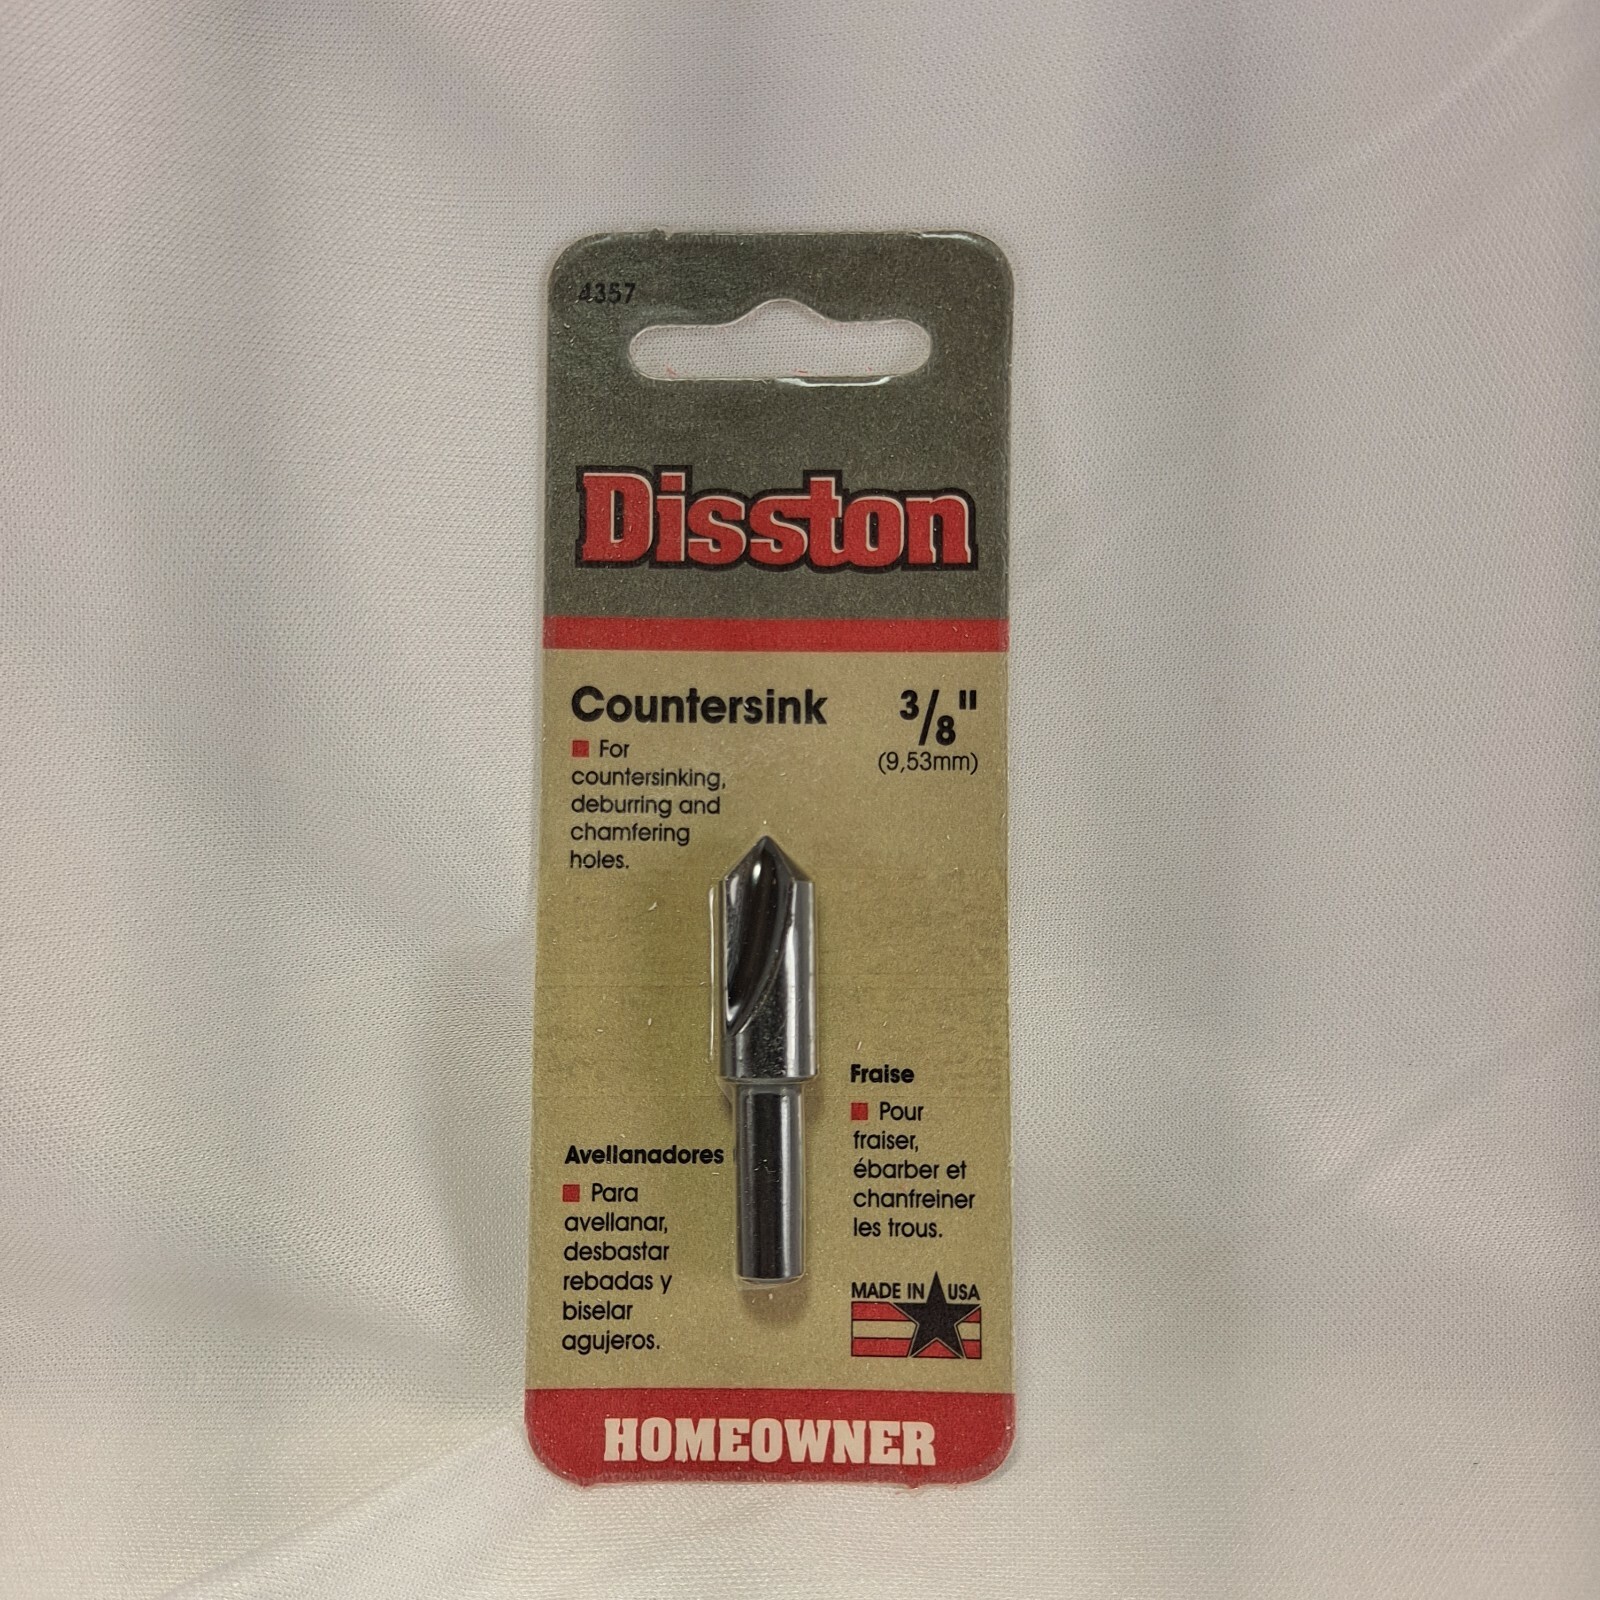 4357
Disston
Countersink
3/8"
(9,53mm)
■ For
countersinking,
deburring and
chamfering
holes.
Fraise
■ Pour
fraiser,
ébarber et
chanfreiner
les trous.
Avellanadores
■ Para
avellanar,
desbastar
rebadas y
biselar
agujeros.
MADE IN USA
HOMEOWNER